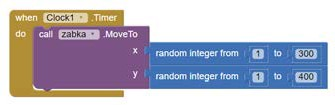 when Clock1 .Timer
do call zabka .MoveTo
x random integer from 1 to 300
y random integer from 1 to 400